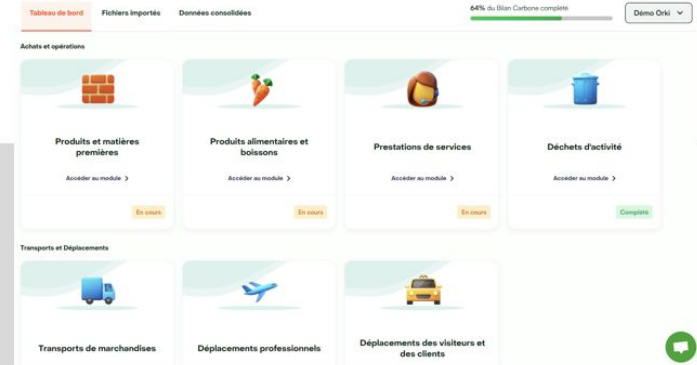 Tableau de bord
Fichiers importés
Données consolidées
64% du Bilan Carbone complété
Démo Orki
Achats et opérations
Produits et matières
premières
Accéder au module
En cours
Produits alimentaires et
boissons
Accéder au module
En cours
Prestations de services
Accéder au module
En cours
Déchets d'activité
Accéder au module
Complété
Transports et Déplacements
Transports de marchandises
Déplacements professionnels
Déplacements des visiteurs et
des clients